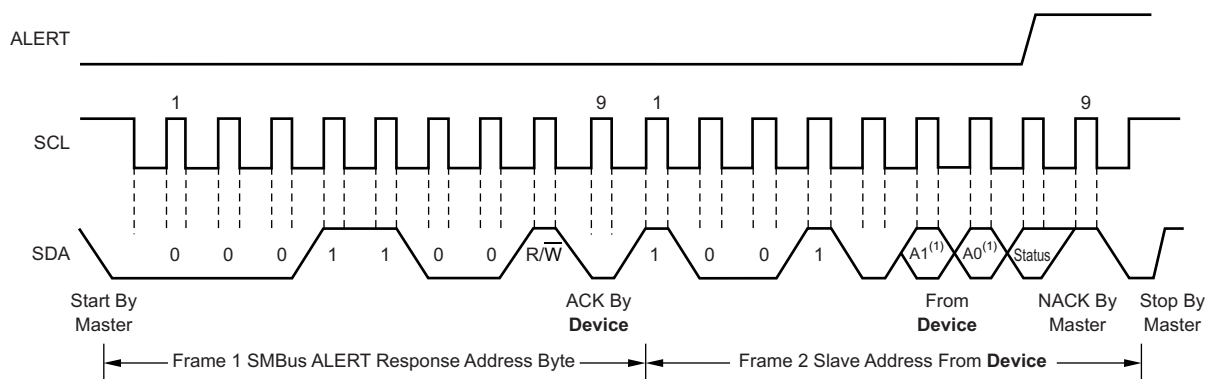 ALERT
1 9 1 9
SCL
SDA 0 0 0 1 1 0 0 R/W 1 0 0 1 A1(1) A0(1) Status
Start By
Master
ACK By
Device
From
Device
NACK By
Master
Stop By
Master
Frame 1 SMBus ALERT Response Address Byte
Frame 2 Slave Address From Device